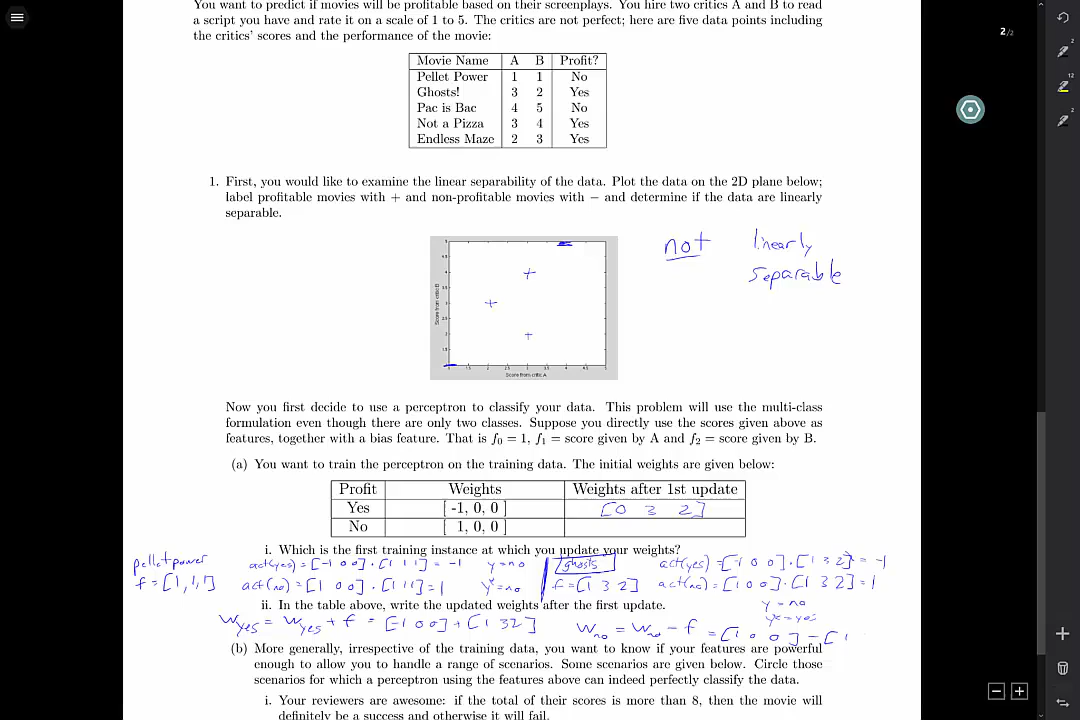 You want to predict if movies will be profitable based on their screenplays. You hire two critics A and B to read
a script you have and rate it on a scale of 1 to 5. The critics are not perfect; here are five data points including
the critics' scores and the performance of the movie:
2/2
Movie Name A B Profit?
Pellet Power 1 1 No
Ghosts! 3 2 Yes
Pac is Bac 4 5 No
Not a Pizza 3 4 Yes
Endless Maze 2 3 Yes
1. First, you would like to examine the linear separability of the data. Plot the data on the 2D plane below;
label profitable movies with + and non-profitable movies with − and determine if the data are linearly
separable.
not linearly
separable
Score from critic B
Score from critic A
Now you first decide to use a perceptron to classify your data. This problem will use the multi-class
formulation even though there are only two classes. Suppose you directly use the scores given above as
features, together with a bias feature. That is f0 = 1, f1 = score given by A and f2 = score given by B.
(a) You want to train the perceptron on the training data. The initial weights are given below:
Profit Weights Weights after 1st update
Yes [ -1, 0, 0 ] [0 3 2]
No [ 1, 0, 0 ]
i. Which is the first training instance at which you update your weights?
pellet power act(yes) = [-1 0 0] · [1 1 1] = -1 y = no ghosts act(yes) = [-1 0 0] · [1 3 2] = -1
f = [1, 1, 1] act(no) = [1 0 0] · [1 1 1] = 1 y* = no f = [1 3 2] act(no) = [1 0 0] · [1 3 2] = 1
ii. In the table above, write the updated weights after the first update.
y = no
y* = yes
Wyes = Wyes + f = [-1 0 0] + [1 3 2] Wno = Wno − f = [1 0 0] − [1
(b) More generally, irrespective of the training data, you want to know if your features are powerful
enough to allow you to handle a range of scenarios. Some scenarios are given below. Circle those
scenarios for which a perceptron using the features above can indeed perfectly classify the data.
i. Your reviewers are awesome: if the total of their scores is more than 8, then the movie will
definitely be a success and otherwise it will fail.